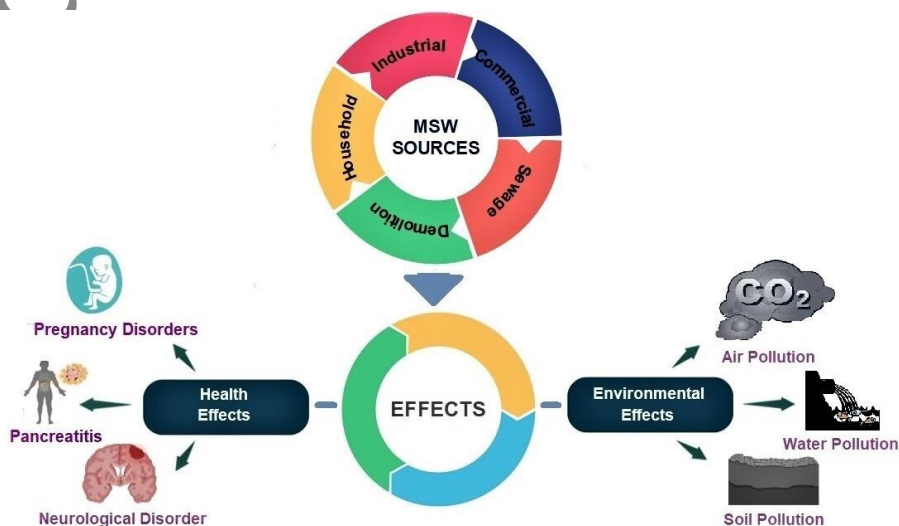 Industrial
Commercial
Household
MSW
SOURCES
Sewage
Demolition
Pregnancy Disorders
CO2
Air Pollution
Health
Effects
EFFECTS
Environmental
Effects
Pancreatitis
Water Pollution
Neurological Disorder
Soil Pollution